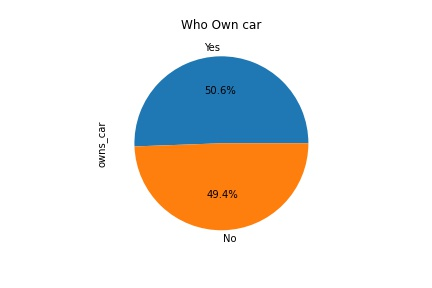 Who Own car
Yes
50.6%
owns_car
49.4%
No